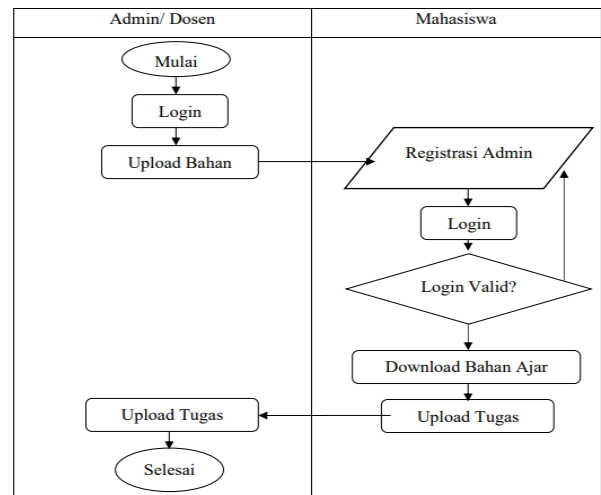 Admin/ Dosen
Mahasiswa
Mulai
Login
Upload Bahan
Registrasi Admin
Login
Login Valid?
Download Bahan Ajar
Upload Tugas
Upload Tugas
Selesai